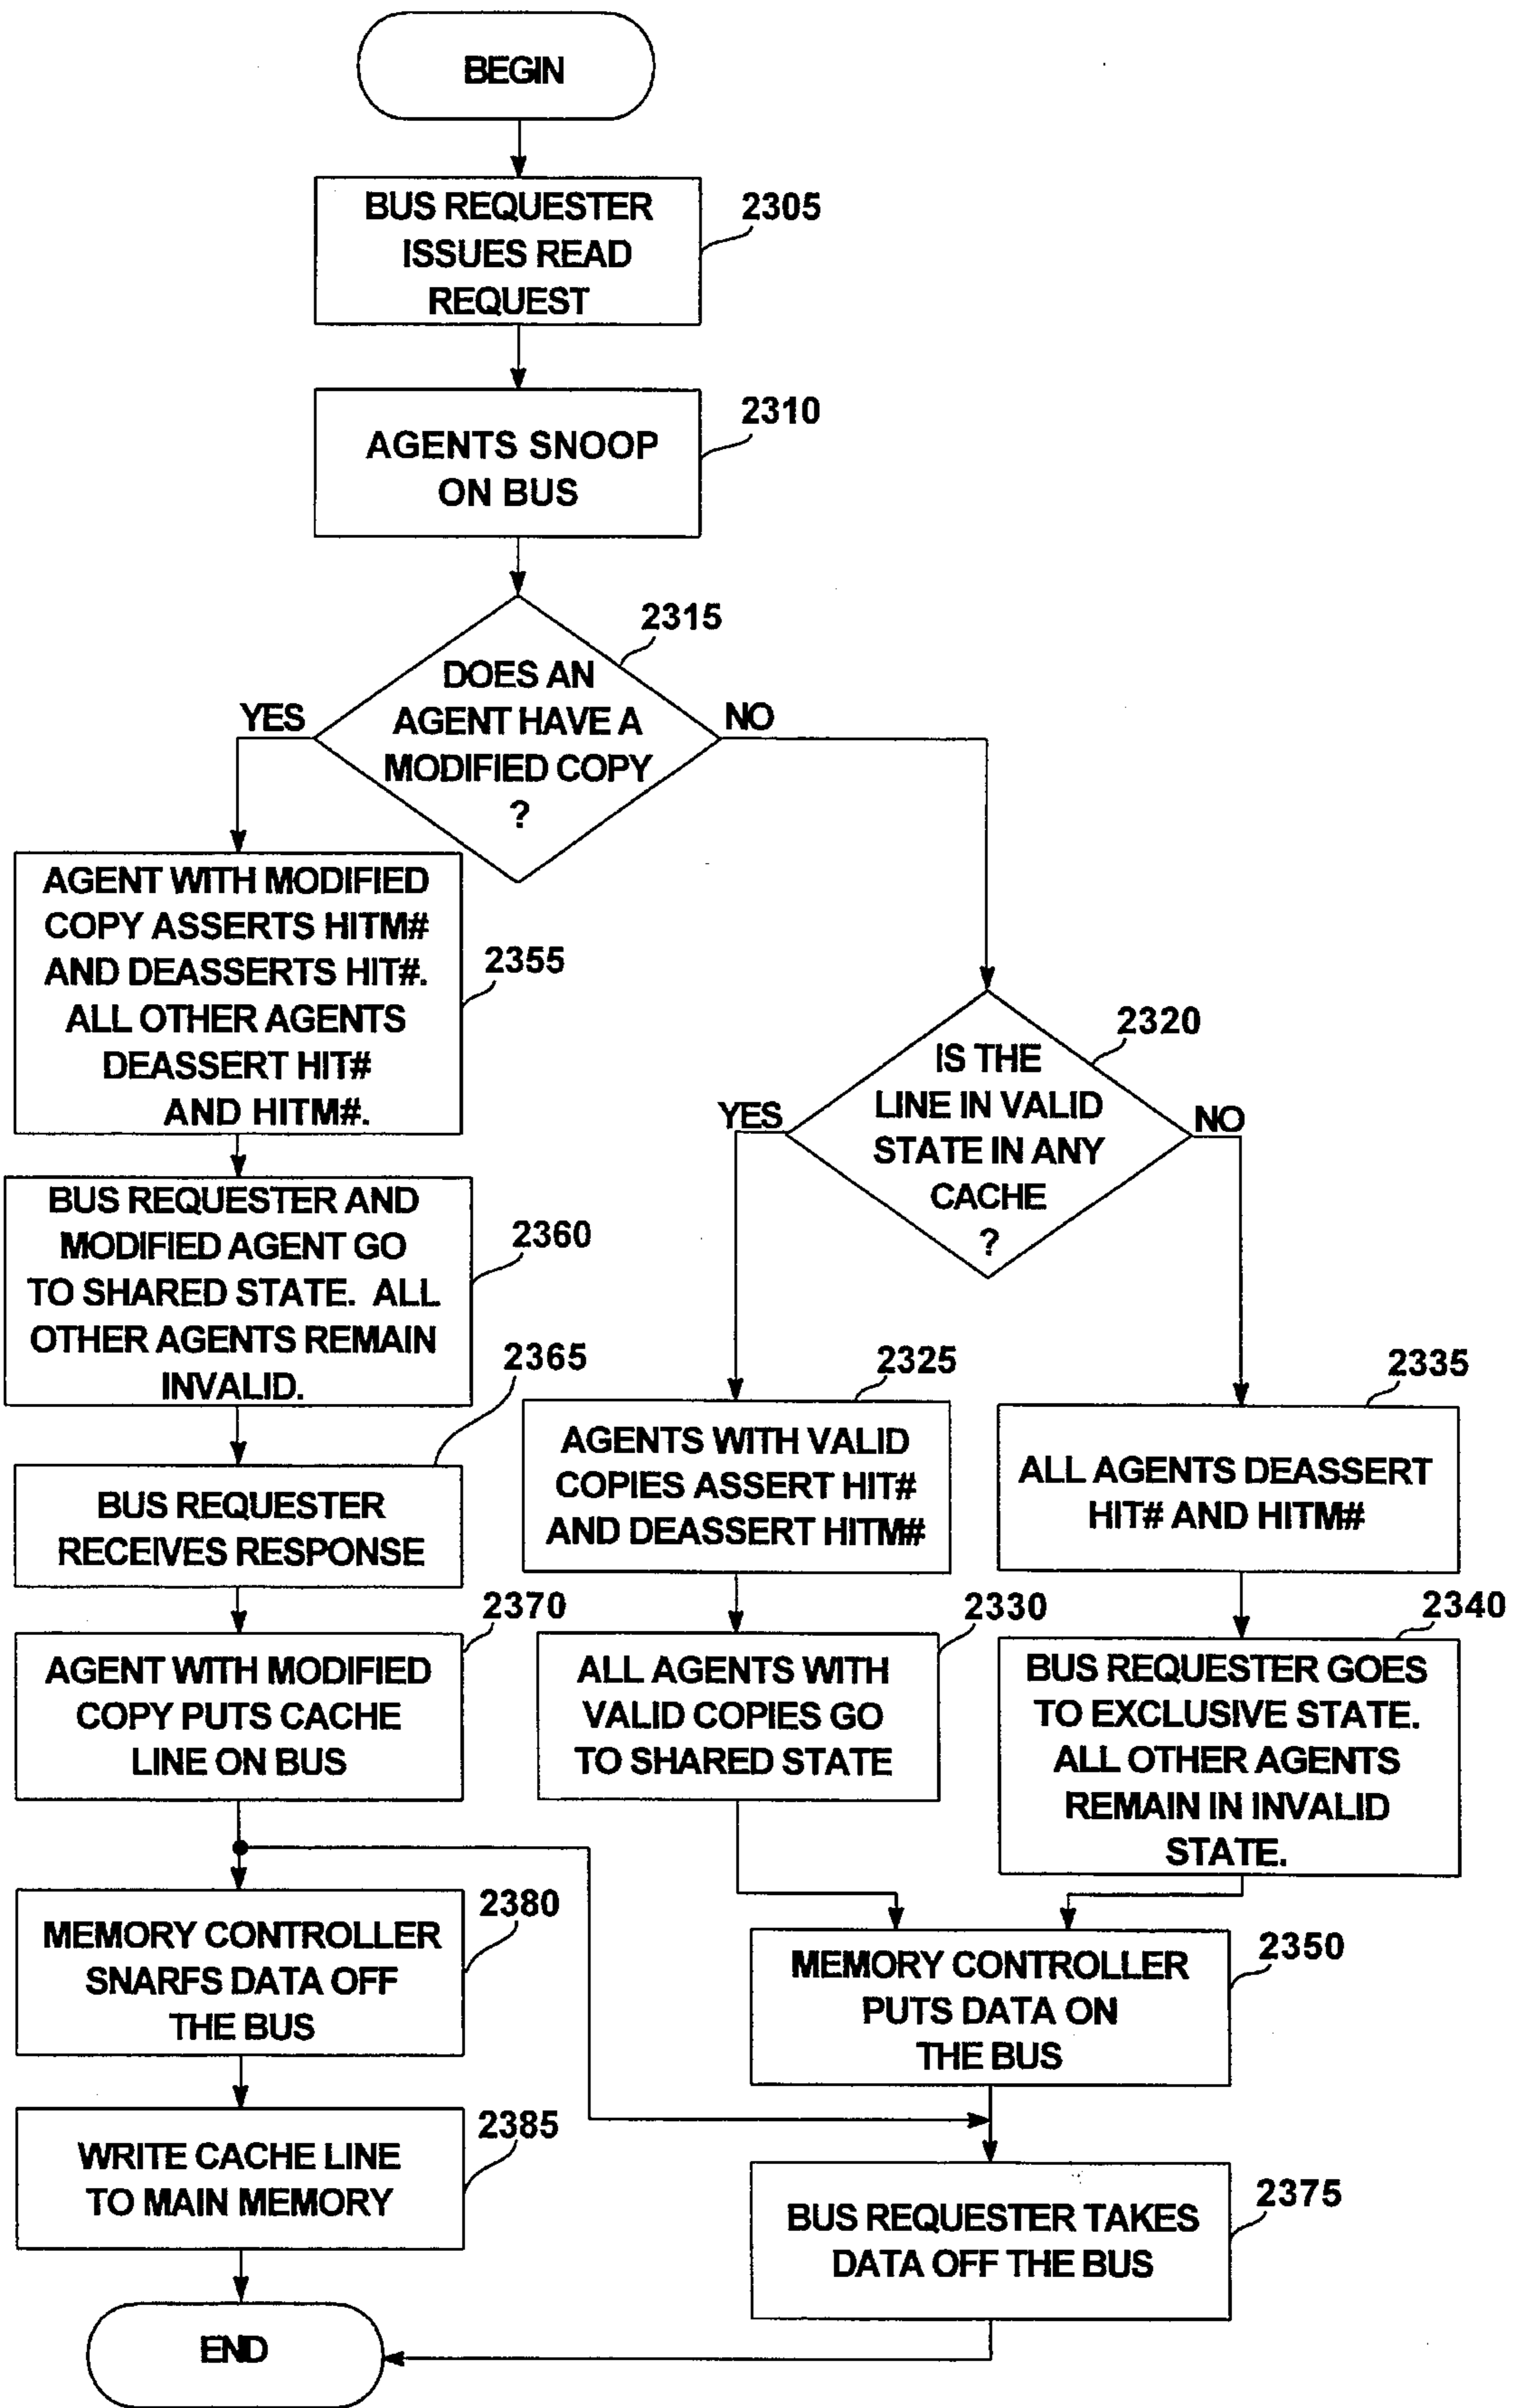 BEGIN
BUS REQUESTER
ISSUES READ
REQUEST
2305
AGENTS SNOOP
ON BUS
2310
2315
DOES AN
AGENT HAVE A
MODIFIED COPY
?
YES
NO
AGENT WITH MODIFIED
COPY ASSERTS HITM#
AND DEASSERTS HIT#.
ALL OTHER AGENTS
DEASSERT HIT#
AND HITM#.
2355
2320
IS THE
LINE IN VALID
STATE IN ANY
CACHE
?
YES
NO
BUS REQUESTER AND
MODIFIED AGENT GO
TO SHARED STATE. ALL
OTHER AGENTS REMAIN
INVALID.
2360
2365
BUS REQUESTER
RECEIVES RESPONSE
2325
AGENTS WITH VALID
COPIES ASSERT HIT#
AND DEASSERT HITM#
2335
ALL AGENTS DEASSERT
HIT# AND HITM#
2370
AGENT WITH MODIFIED
COPY PUTS CACHE
LINE ON BUS
2330
ALL AGENTS WITH
VALID COPIES GO
TO SHARED STATE
2340
BUS REQUESTER GOES
TO EXCLUSIVE STATE.
ALL OTHER AGENTS
REMAIN IN INVALID
STATE.
2380
MEMORY CONTROLLER
SNARFS DATA OFF
THE BUS
2350
MEMORY CONTROLLER
PUTS DATA ON
THE BUS
2385
WRITE CACHE LINE
TO MAIN MEMORY
2375
BUS REQUESTER TAKES
DATA OFF THE BUS
END